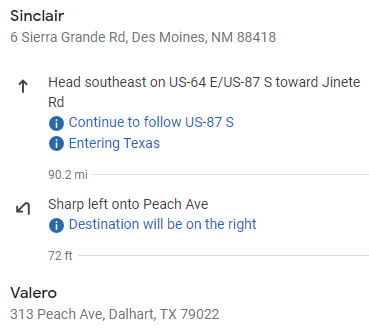 Sinclair
6 Sierra Grande Rd, Des Moines, NM 88418
Head southeast on US-64 E/US-87 S toward Jinete
Rd
Continue to follow US-87 S
Entering Texas
90.2 mi
Sharp left onto Peach Ave
Destination will be on the right
72 ft
Valero
313 Peach Ave, Dalhart, TX 79022